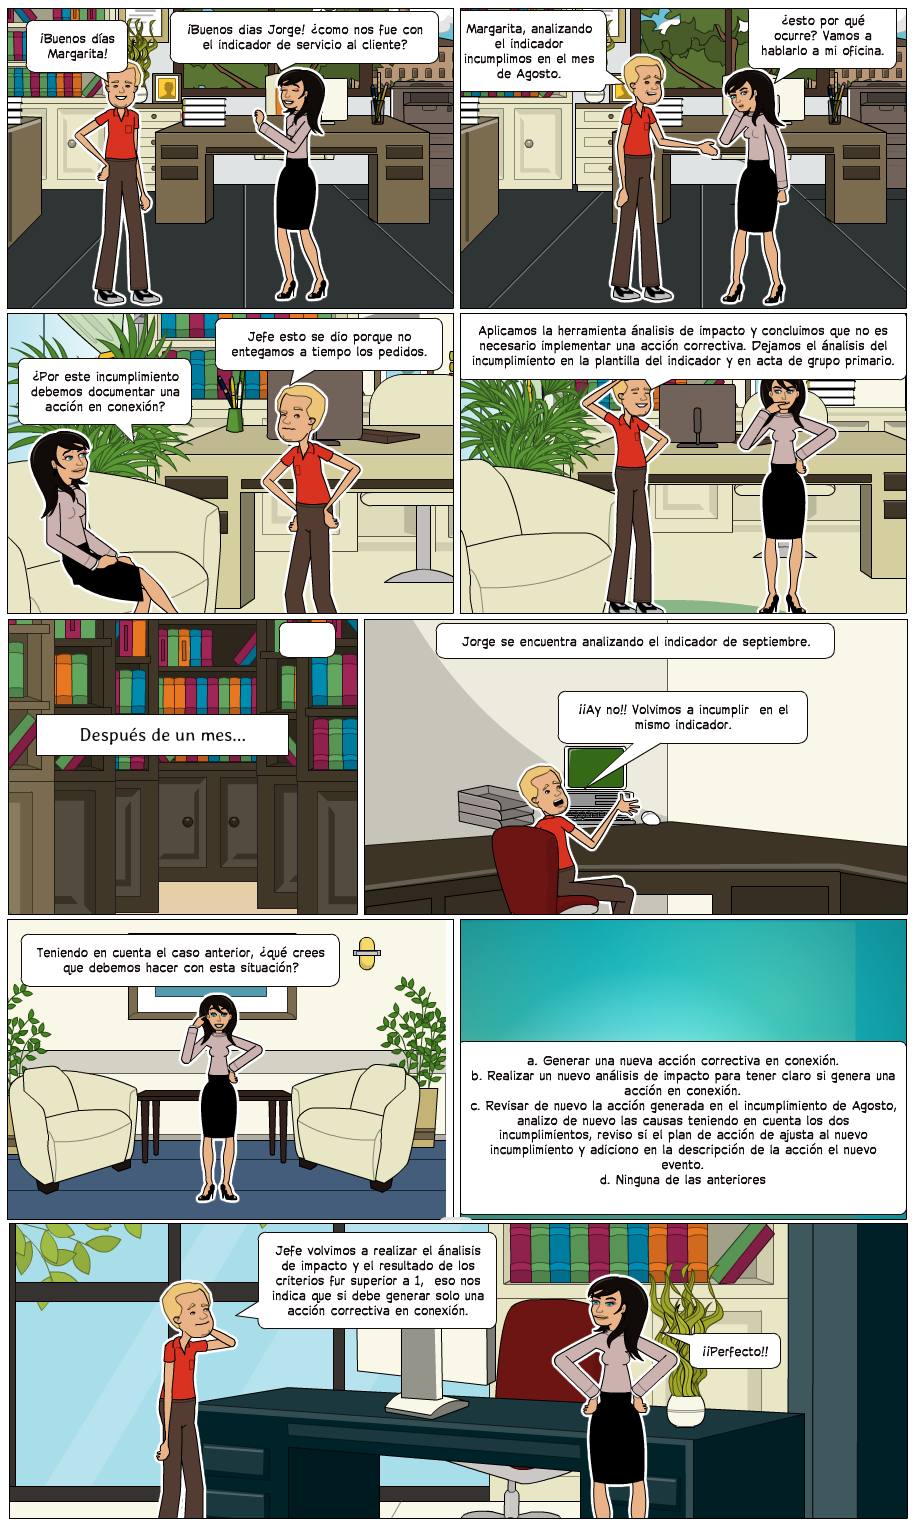 ¡Buenos días
Margarita!
¡Buenos dias Jorge! ¿como nos fue con
el indicador de servicio al cliente?
Margarita, analizando
el indicador
incumplimos en el mes
de Agosto.
¿esto por qué
ocurre? Vamos a
hablarlo a mi oficina.
Jefe esto se dio porque no
entegamos a tiempo los pedidos.
¿Por este incumplimiento
debemos documentar una
acción en conexión?
Aplicamos la herramienta ánalisis de impacto y concluimos que no es
necesario implementar una acción correctiva. Dejamos el ánalisis del
incumplimiento en la plantilla del indicador y en acta de grupo primario.
Después de un mes...
Jorge se encuentra analizando el indicador de septiembre.
¡¡Ay no!! Volvimos a incumplir en el
mismo indicador.
Teniendo en cuenta el caso anterior, ¿qué crees
que debemos hacer con esta situación?
a. Generar una nueva acción correctiva en conexión.
b. Realizar un nuevo análisis de impacto para tener claro si genera una
acción en conexión.
c. Revisar de nuevo la acción generada en el incumplimiento de Agosto,
analizo de nuevo las causas teniendo en cuenta los dos
incumplimientos, reviso si el plan de acción de ajusta al nuevo
incumplimiento y adiciono en la descripción de la acción el nuevo
evento.
d. Ninguna de las anteriores
Jefe volvimos a realizar el ánalisis
de impacto y el resultado de los
criterios fur superior a 1, eso nos
indica que si debe generar solo una
acción correctiva en conexión.
¡¡Perfecto!!